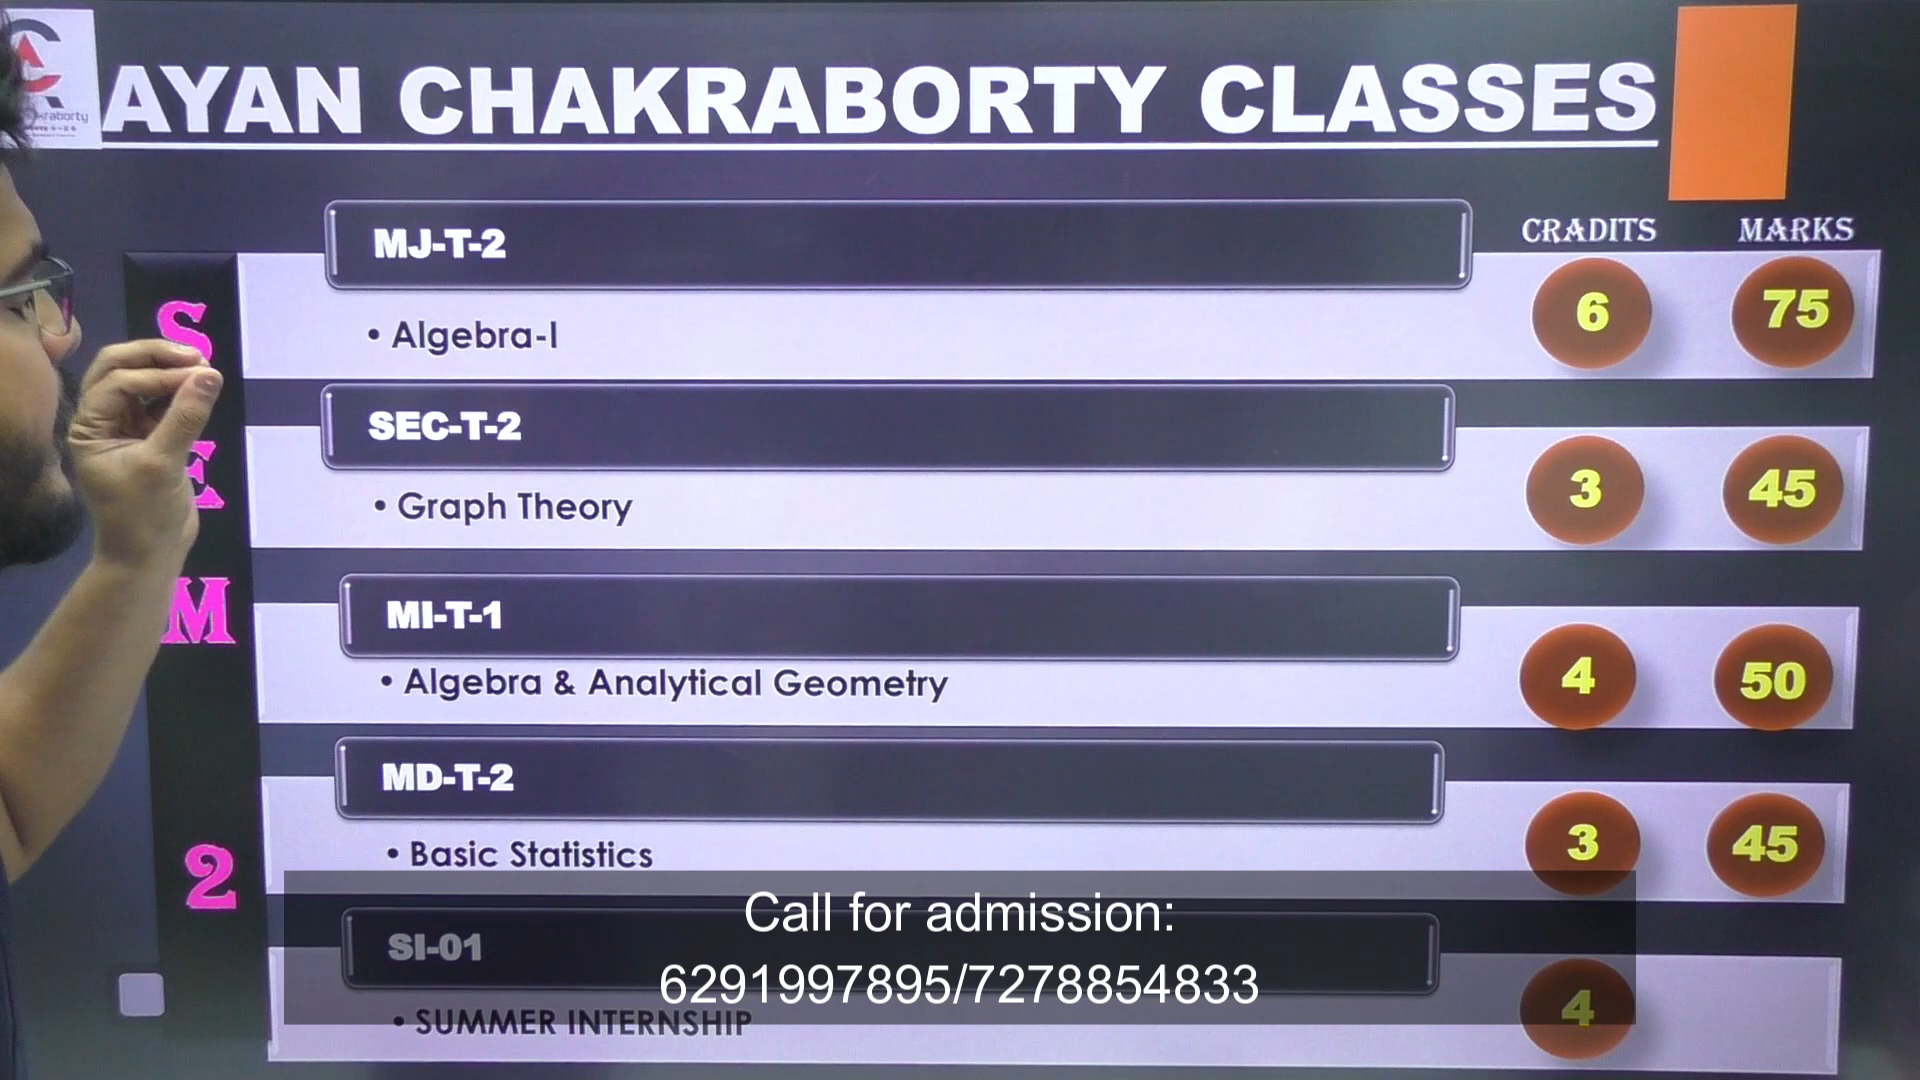 kraborty
AYAN CHAKRABORTY CLASSES
CRADITS MARKS
MJ-T-2
• Algebra-I
6 75
SEC-T-2
• Graph Theory
3 45
MI-T-1
• Algebra & Analytical Geometry
4 50
MD-T-2
• Basic Statistics
3 45
SI-01
• SUMMER INTERNSHIP
4
S
E
M
2
Call for admission:
6291997895/7278854833